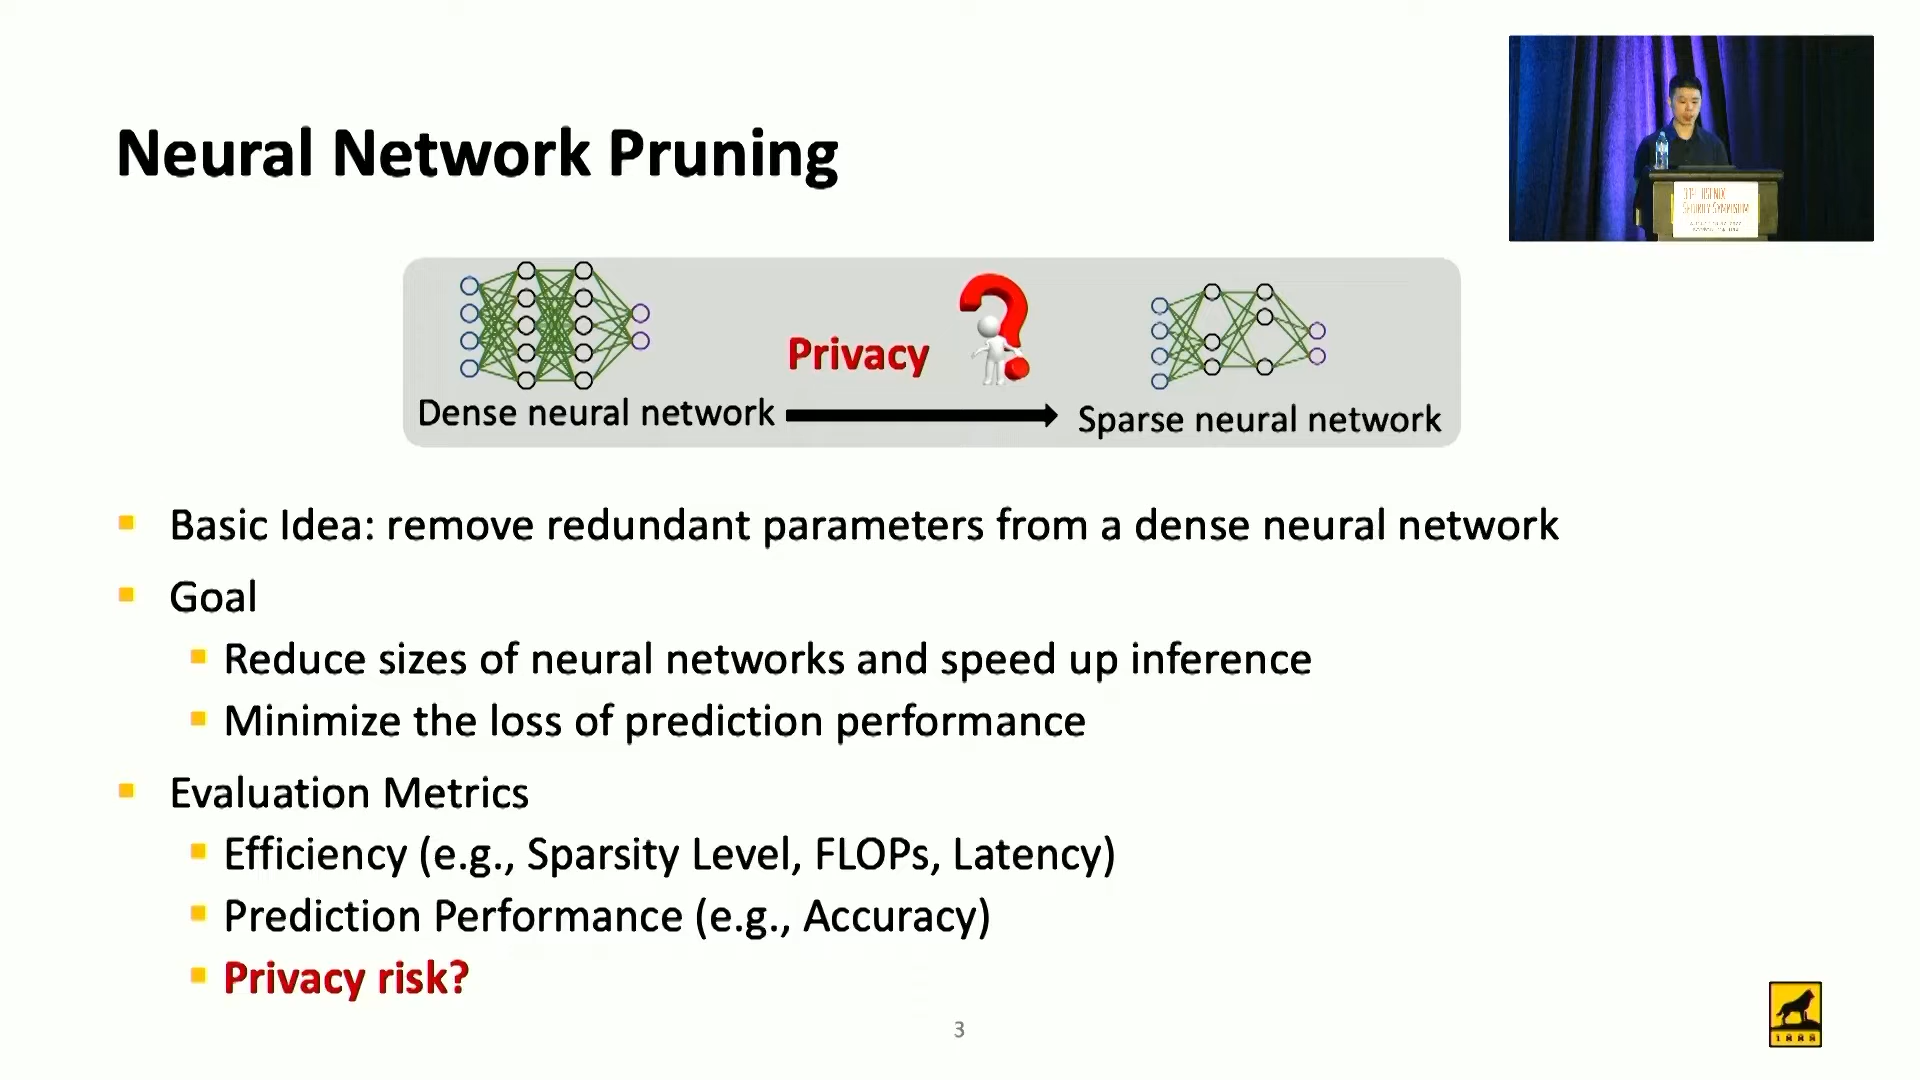 Neural Network Pruning
Privacy
Dense neural network
Sparse neural network
Basic Idea: remove redundant parameters from a dense neural network
Goal
Reduce sizes of neural networks and speed up inference
Minimize the loss of prediction performance
Evaluation Metrics
Efficiency (e.g., Sparsity Level, FLOPs, Latency)
Prediction Performance (e.g., Accuracy)
Privacy risk?
3
SECURITY SYMPOSIUM